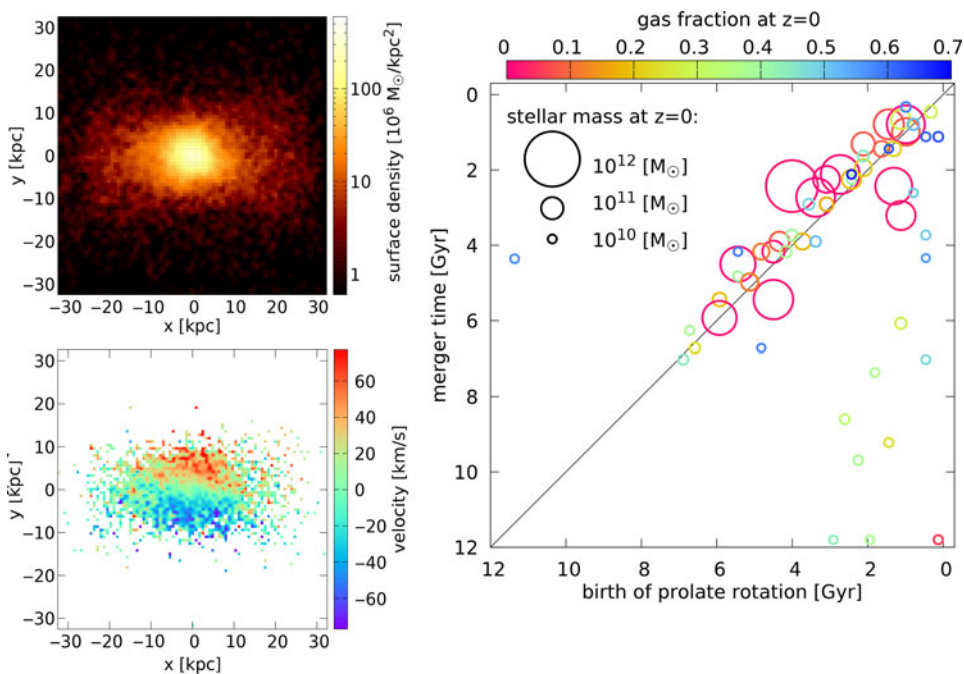 30
20
10
0
−10
−20
−30
y [kpc]
−30 −20 −10 0 10 20 30
x [kpc]
100
10
1
surface density [10⁶ M☉/kpc²]
30
20
10
0
−10
−20
−30
y [kpc]
−30 −20 −10 0 10 20 30
x [kpc]
60
40
20
0
−20
−40
−60
velocity [km/s]
gas fraction at z=0
0 0.1 0.2 0.3 0.4 0.5 0.6 0.7
stellar mass at z=0:
10¹² [M☉]
10¹¹ [M☉]
10¹⁰ [M☉]
0
2
4
6
8
10
12
merger time [Gyr]
12 10 8 6 4 2 0
birth of prolate rotation [Gyr]